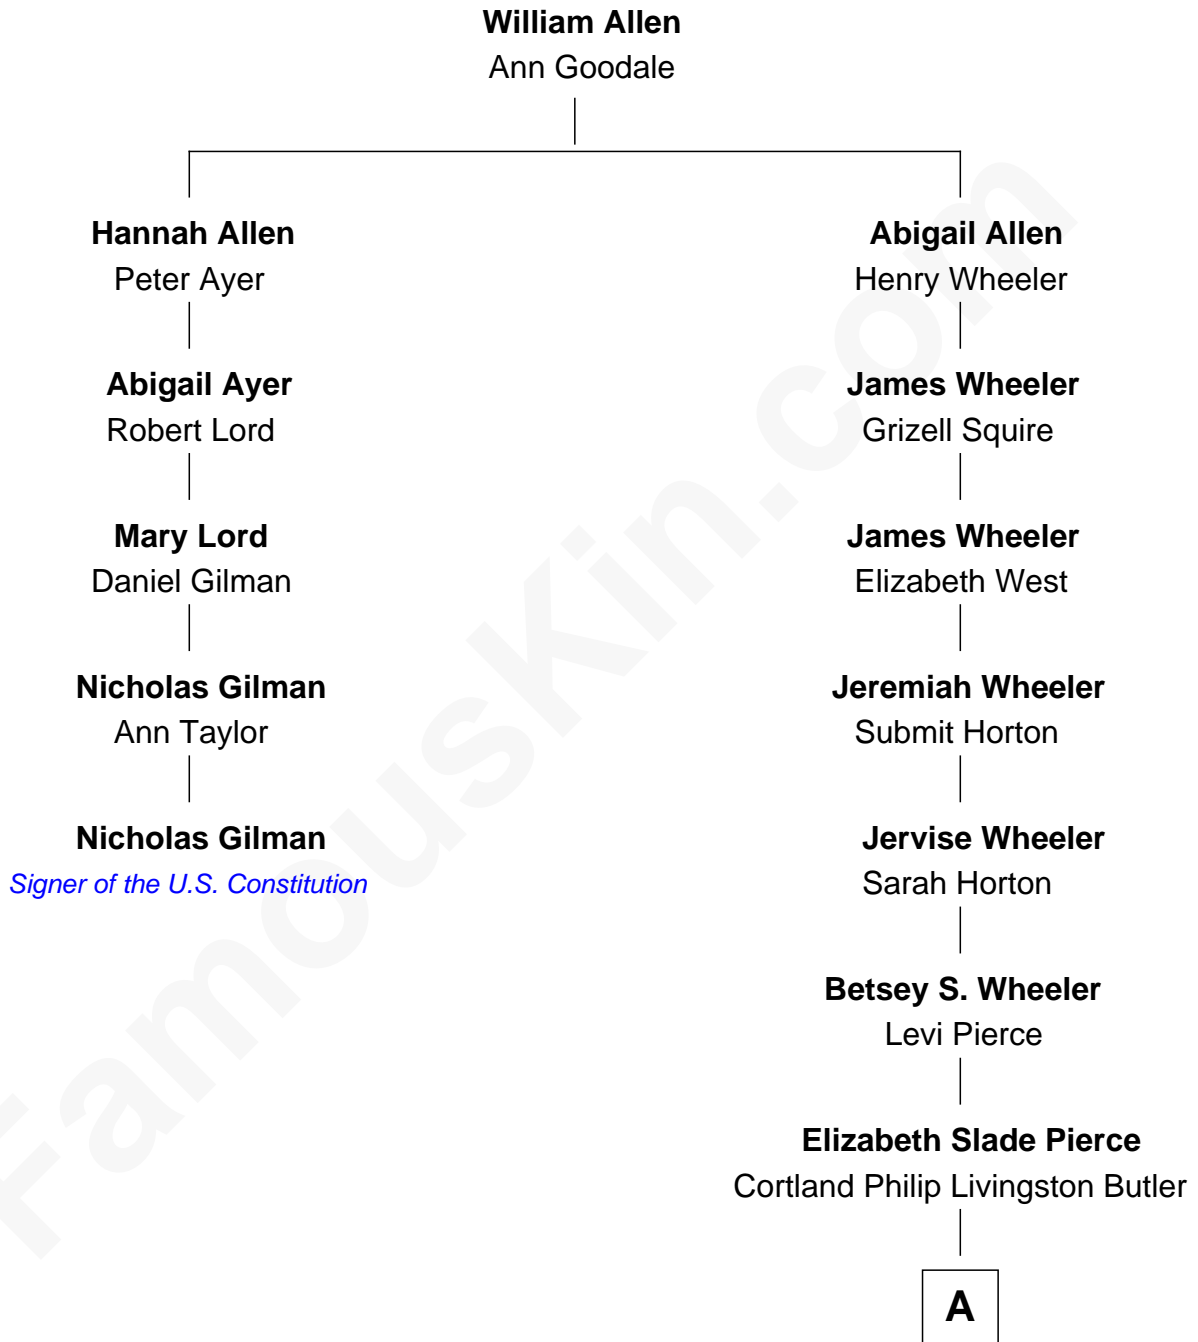 William Allen
Ann Goodale
Hannah Allen
Peter Ayer
Abigail Ayer
Robert Lord
Mary Lord
Daniel Gilman
Nicholas Gilman
Ann Taylor
Nicholas Gilman
Signer of the U.S. Constitution
Abigail Allen
Henry Wheeler
James Wheeler
Grizell Squire
James Wheeler
Elizabeth West
Jeremiah Wheeler
Submit Horton
Jervise Wheeler
Sarah Horton
Betsey S. Wheeler
Levi Pierce
Elizabeth Slade Pierce
Cortland Philip Livingston Butler
A
FamousKin.com